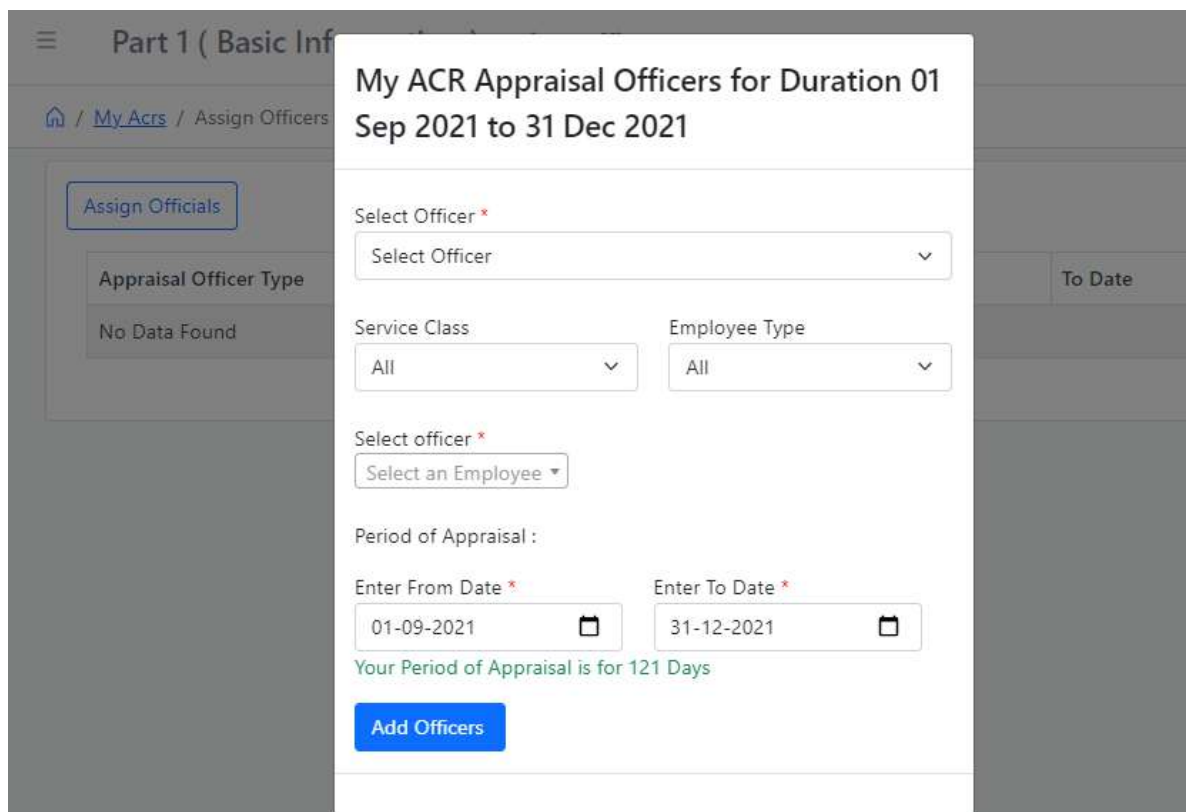 Part 1 ( Basic Inf
My ACR Appraisal Officers for Duration 01
Sep 2021 to 31 Dec 2021
/ My Acrs / Assign Officers
Assign Officials
Select Officer *
Select Officer
Appraisal Officer Type
To Date
No Data Found
Service Class
Employee Type
All
All
Select officer *
Select an Employee
Period of Appraisal :
Enter From Date *
Enter To Date *
01-09-2021
31-12-2021
Your Period of Appraisal is for 121 Days
Add Officers